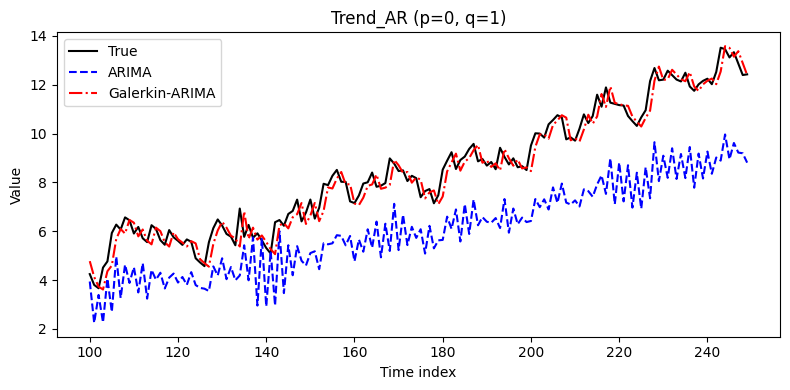 Trend_AR (p=0, q=1)
True
ARIMA
Galerkin-ARIMA
Value
14
12
10
8
6
4
2
100 120 140 160 180 200 220 240
Time index